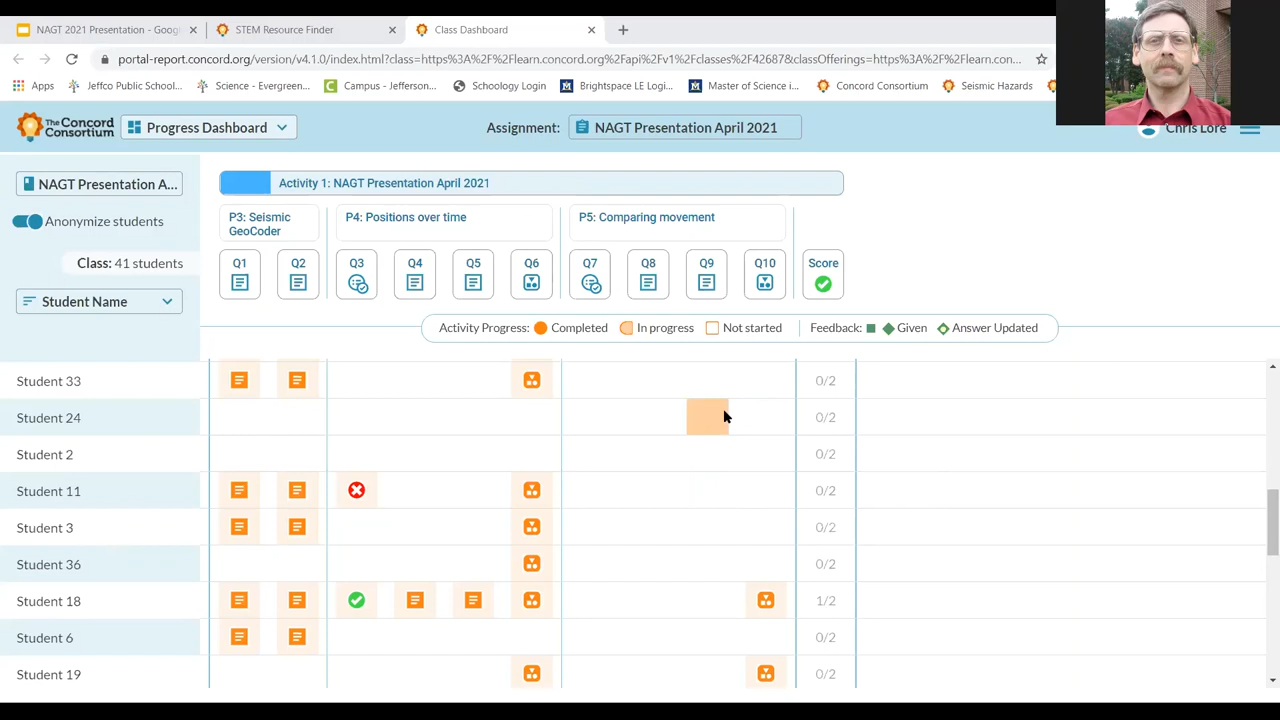 NAGT 2021 Presentation - Goog
STEM Resource Finder
Class Dashboard
portal-report.concord.org/version/v4.1.0/index.html?class=https%3A%2F%2Flearn.concord.org%2Fapi%2Fv1%2Fclasses%2F42687&classOfferings=https%3A%2F%2Flearn.con...
Apps
Jeffco Public School...
Science - Evergreen...
Campus - Jefferson...
Schoology Login
Brightspace LE Logi...
Master of Science i...
Concord Consortium
Seismic Hazards
The Concord Consortium
Progress Dashboard
Assignment:
NAGT Presentation April 2021
Chris Lore
NAGT Presentation A...
Anonymize students
Class: 41 students
Student Name
Activity 1: NAGT Presentation April 2021
P3: Seismic GeoCoder
P4: Positions over time
P5: Comparing movement
Q1 Q2 Q3 Q4 Q5 Q6 Q7 Q8 Q9 Q10 Score
Activity Progress: Completed In progress Not started Feedback: Given Answer Updated
Student 33 0/2
Student 24 0/2
Student 2 0/2
Student 11 0/2
Student 3 0/2
Student 36 0/2
Student 18 1/2
Student 6 0/2
Student 19 0/2